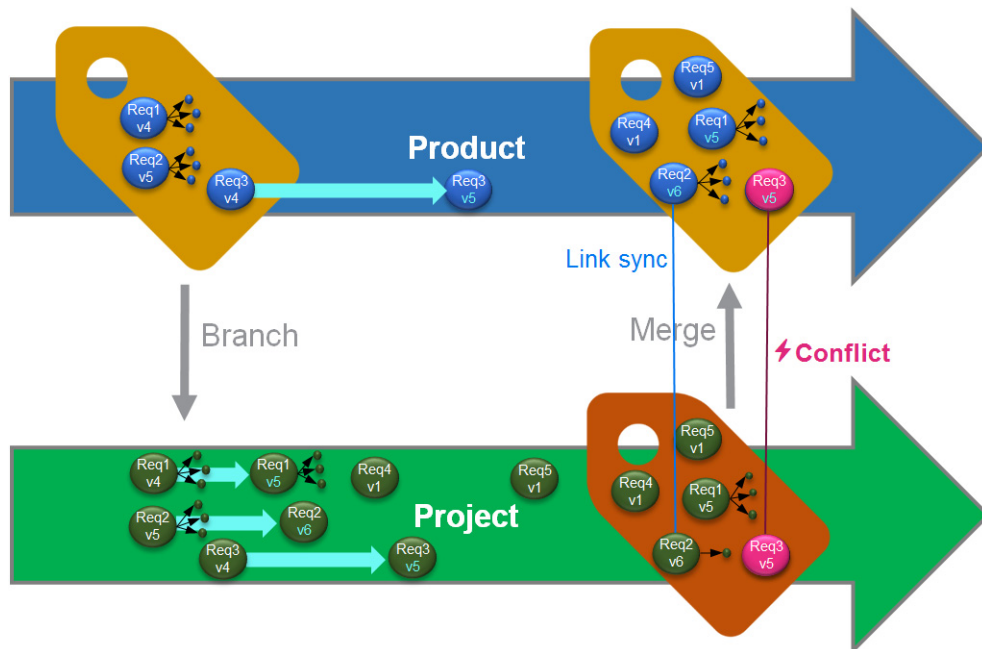 Req1
v4
Req2
v5
Req3
v4
Product
Req3
v5
Req5
v1
Req4
v1
Req1
v5
Req2
v6
Req3
v5
Link sync
Branch
Merge
Conflict
Req1
v4
Req1
v5
Req4
v1
Req5
v1
Req2
v5
Req2
v6
Project
Req3
v4
Req3
v5
Req5
v1
Req4
v1
Req1
v5
Req2
v6
Req3
v5